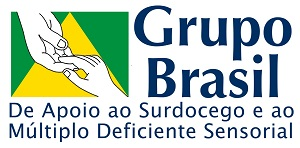 Grupo
Brasil
De Apoio ao Surdocego e ao
Múltiplo Deficiente Sensorial